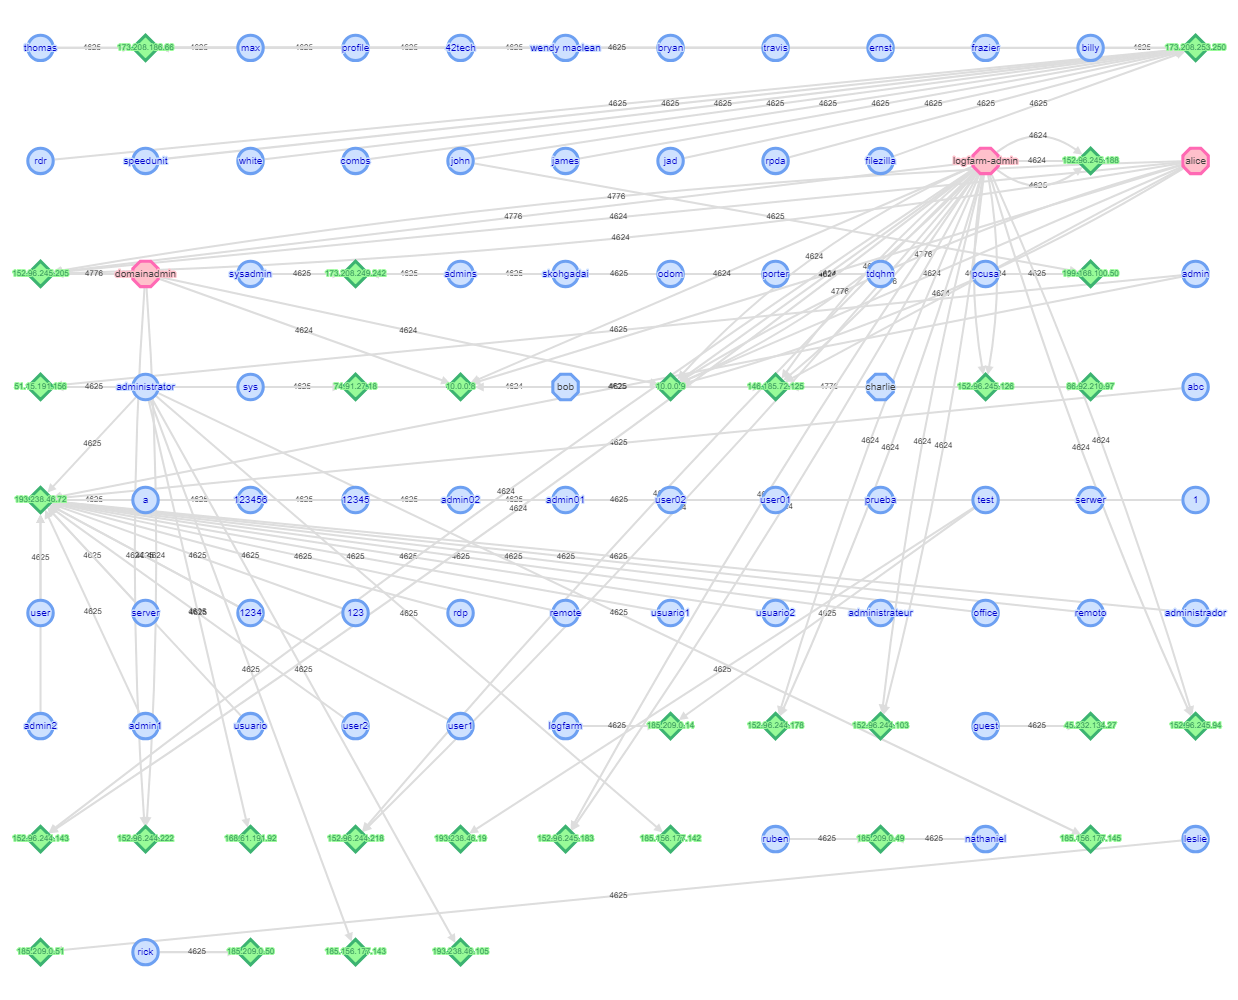 thomas 4625 173.208.186.68 4625 max 4625 profile 4625 42tech 4625 wendy maclean 4625 bryan travis ernst frazier billy 4625 173.208.253.250
4625 4625 4625 4625 4625 4625 4625 4625 4625
4624
rdr speedunit white combs john james jad rpda filezilla logfarm-admin 4624 152.96.245.188 alice
4625
4776
4776 4624 4625
4624
4776
152.96.245.205 4776 domainadmin sysadmin 4625 173.208.249.242 4625 admins 4625 skohgadai 4625 odom 4624 porter 4624 tdqhm 4624 pcusa 4625 199.168.100.50 admin
4776 4624
4624 4624 4625
51.15.191.156 4625 administrator sys 4625 74.91.27.16 10.0.0.8 4624 bob 4625 10.0.0.9 146.185.72.125 4776 charlie 152.96.245.126 86.92.210.97 abc
4625 4625 4624 4624 4624 4624 4624 4624
4624
193.238.46.72 4625 a 4625 123456 4625 12345 4625 admin02 4625 admin01 4625 user02 user01 prueba test serwer 1
4624
4625 4625 4624 4625 4625 4625 4625 4625 4625 4625 4625
user server 4625 1234 123 rdp remote usuario1 usuario2 administrateur office remoto administrador
4625 4625 4625 4625
4625 4625 4625
admin2 admin1 usuario user2 user1 logfarm 4625 185.209.0.14 152.96.244.178 152.96.244.103 guest 4625 45.232.134.27 152.96.245.94
152.96.244.143 152.96.244.222 168.61.191.92 152.96.244.218 193.238.46.19 152.96.245.163 185.156.177.142 ruben 4625 185.209.0.49 4625 nathaniel 185.156.177.145 leslie
4625
185.209.0.51 rick 4625 185.209.0.50 185.156.177.143 193.238.46.105